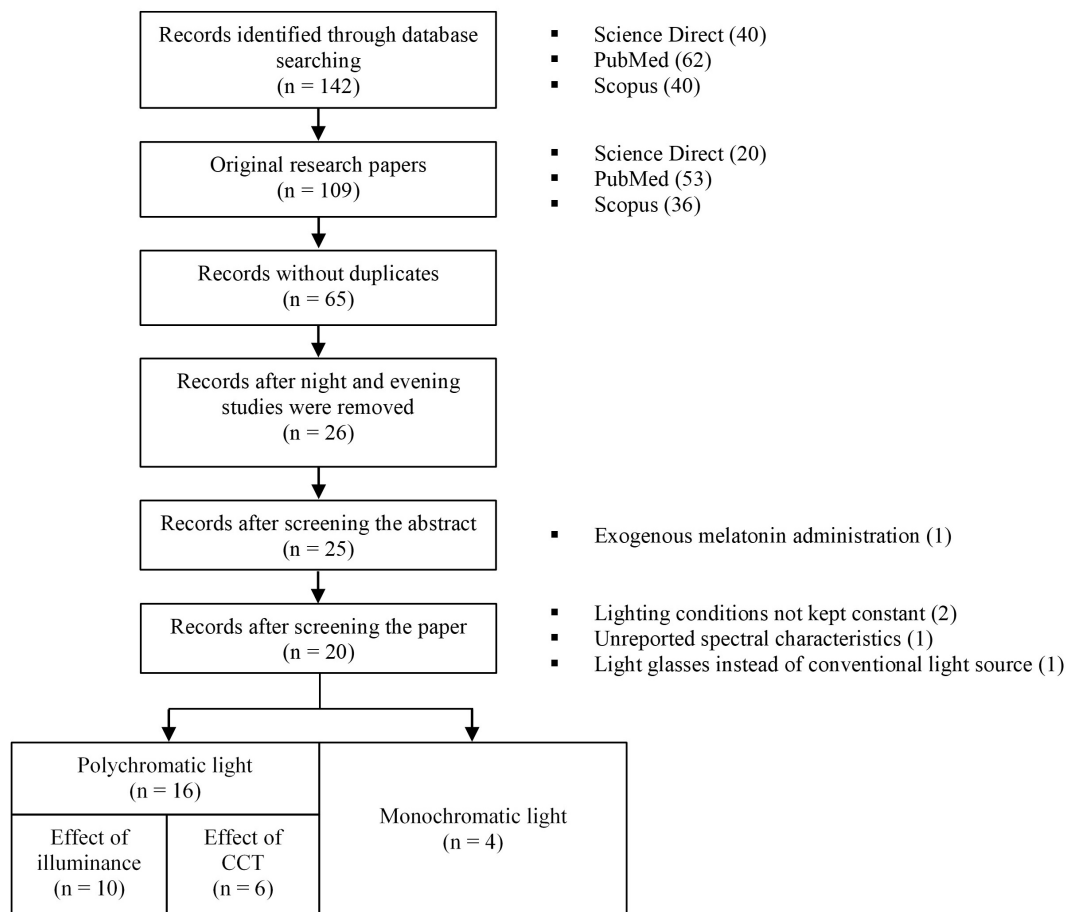 Records identified through database
searching
(n = 142)
▪ Science Direct (40)
▪ PubMed (62)
▪ Scopus (40)
Original research papers
(n = 109)
▪ Science Direct (20)
▪ PubMed (53)
▪ Scopus (36)
Records without duplicates
(n = 65)
Records after night and evening
studies were removed
(n = 26)
Records after screening the abstract
(n = 25)
▪ Exogenous melatonin administration (1)
Records after screening the paper
(n = 20)
▪ Lighting conditions not kept constant (2)
▪ Unreported spectral characteristics (1)
▪ Light glasses instead of conventional light source (1)
Polychromatic light
(n = 16)
Effect of
illuminance
(n = 10)
Effect of
CCT
(n = 6)
Monochromatic light
(n = 4)